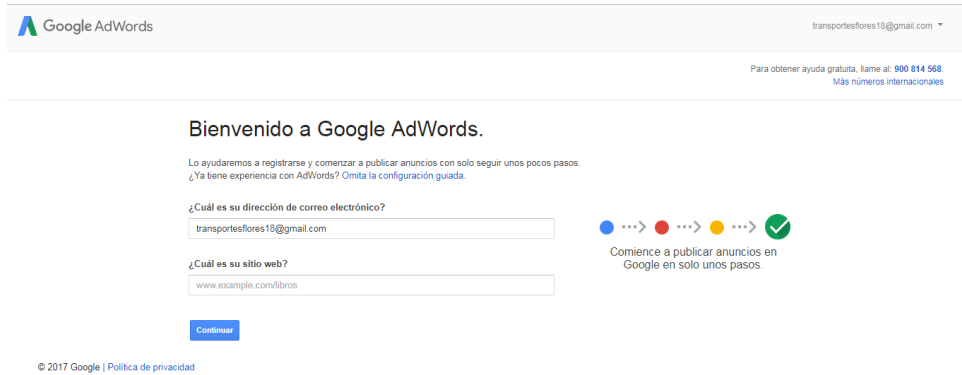 Google AdWords
transportesflores18@gmail.com
Para obtener ayuda gratuita, llame al: 900 814 568.
Más números internacionales
Bienvenido a Google AdWords.
Lo ayudaremos a registrarse y comenzar a publicar anuncios con solo seguir unos pocos pasos.
¿Ya tiene experiencia con AdWords? Omita la configuración guiada.
¿Cuál es su dirección de correo electrónico?
transportesflores18@gmail.com
¿Cuál es su sitio web?
www.example.com/libros
Continuar
Comience a publicar anuncios en
Google en solo unos pasos.
© 2017 Google | Política de privacidad